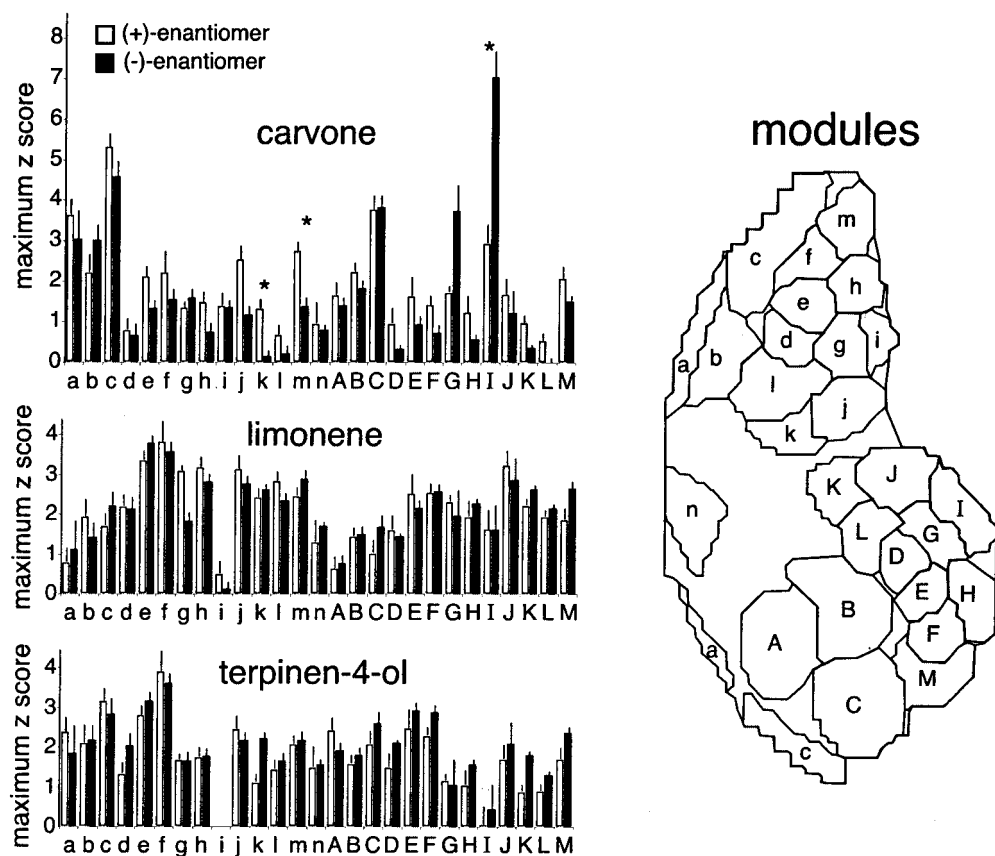 (+)-enantiomer
(-)-enantiomer
*
carvone
maximum z score
8
7
6
5
4
3
2
1
0
*
*
a b c d e f g h i j k l m n A B C D E F G H I J K L M
limonene
maximum z score
4
3
2
1
0
a b c d e f g h i j k l m n A B C D E F G H I J K L M
terpinen-4-ol
maximum z score
4
3
2
1
0
a b c d e f g h i j k l m n A B C D E F G H I J K L M
modules
m
c
f
h
e
d
g
i
a
b
l
j
k
J
K
I
n
L
G
D
E
H
B
A
F
a
M
C
c